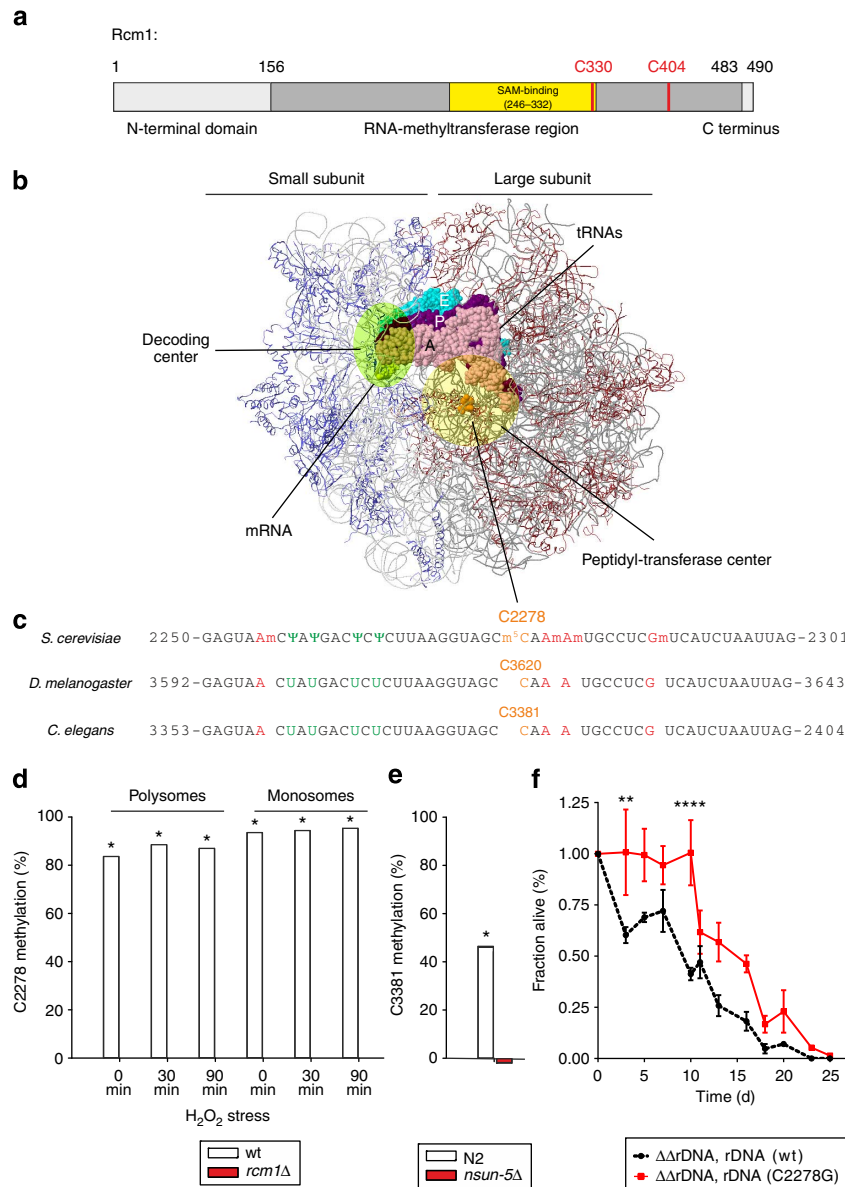 a
Rcm1:
1 156 C330 C404 483 490
SAM-binding
(246–332)
N-terminal domain RNA-methyltransferase region C terminus
b
Small subunit Large subunit
tRNAs
E
P
A
Decoding
center
mRNA
Peptidyl-transferase center
c
C2278
S. cerevisiae 2250-GAGUAAmCΨAΨGACΨCΨCUUAAGGUAGCm⁵CAAmAmUGCCUCGmUCAUCUAAUUAG-2301
C3620
D. melanogaster 3592-GAGUAA CUAUGACUCUCUUAAGGUAGC CAA A UGCCUCG UCAUCUAAUUAG-3643
C3381
C. elegans 3353-GAGUAA CUAUGACUCUCUUAAGGUAGC CAA A UGCCUCG UCAUCUAAUUAG-2404
d
Polysomes Monosomes
C2278 methylation (%)
100
80
60
40
20
0
* * * * * *
0 min 30 min 90 min 0 min 30 min 90 min
H₂O₂ stress
wt
rcm1Δ
e
C3381 methylation (%)
100
80
60
40
20
0
*
N2
nsun-5Δ
f
Fraction alive (%)
1.25
1.00
0.75
0.50
0.25
0.00
** ****
0 5 10 15 20 25
Time (d)
ΔΔrDNA, rDNA (wt)
ΔΔrDNA, rDNA (C2278G)